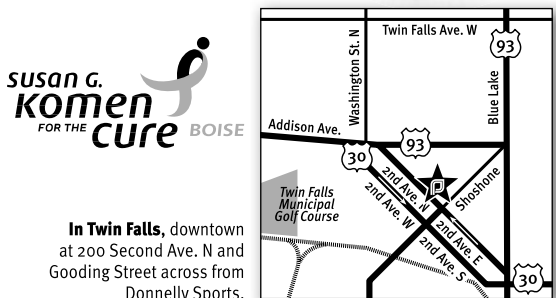 susan G.
komen
FOR THE cure BOISE
In Twin Falls, downtown
at 200 Second Ave. N and
Gooding Street across from
Donnelly Sports.
Twin Falls Ave. W
93
Washington St. N
Blue Lake
Addison Ave.
93
30
2nd Ave. N
Shoshone
Twin Falls
Municipal
Golf Course
2nd Ave. W
2nd Ave. E
2nd Ave. S
30